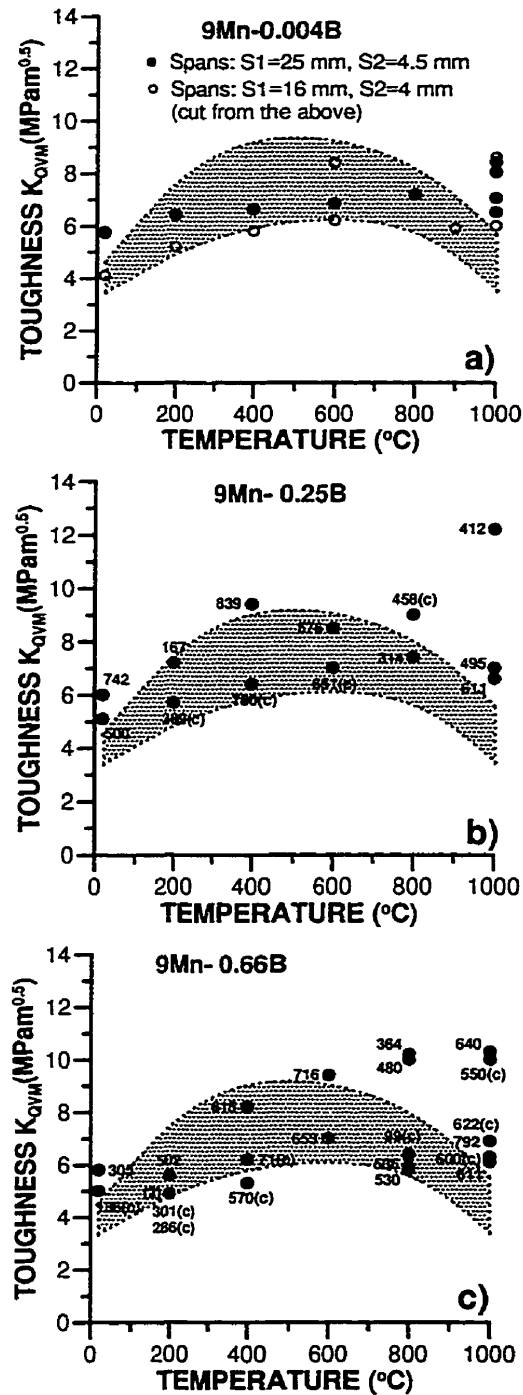 9Mn-0.004B
● Spans: S1=25 mm, S2=4.5 mm
○ Spans: S1=16 mm, S2=4 mm
(cut from the above)
TOUGHNESS K_QVM (MPam^0.5)
14
12
10
8
6
4
2
0
a)
0 200 400 600 800 1000
TEMPERATURE (°C)
9Mn- 0.25B
TOUGHNESS K_QVM (MPam^0.5)
14
12
10
8
6
4
2
0
412
839
458(c)
576
167
314
495
611
742
500
657(c)
b)
0 200 400 600 800 1000
TEMPERATURE (°C)
9Mn- 0.66B
TOUGHNESS K_QVM (MPam^0.5)
14
12
10
8
6
4
2
0
364
480
640
550(c)
716
622(c)
792
653
305
530
570(c)
301(c)
286(c)
c)
0 200 400 600 800 1000
TEMPERATURE (°C)